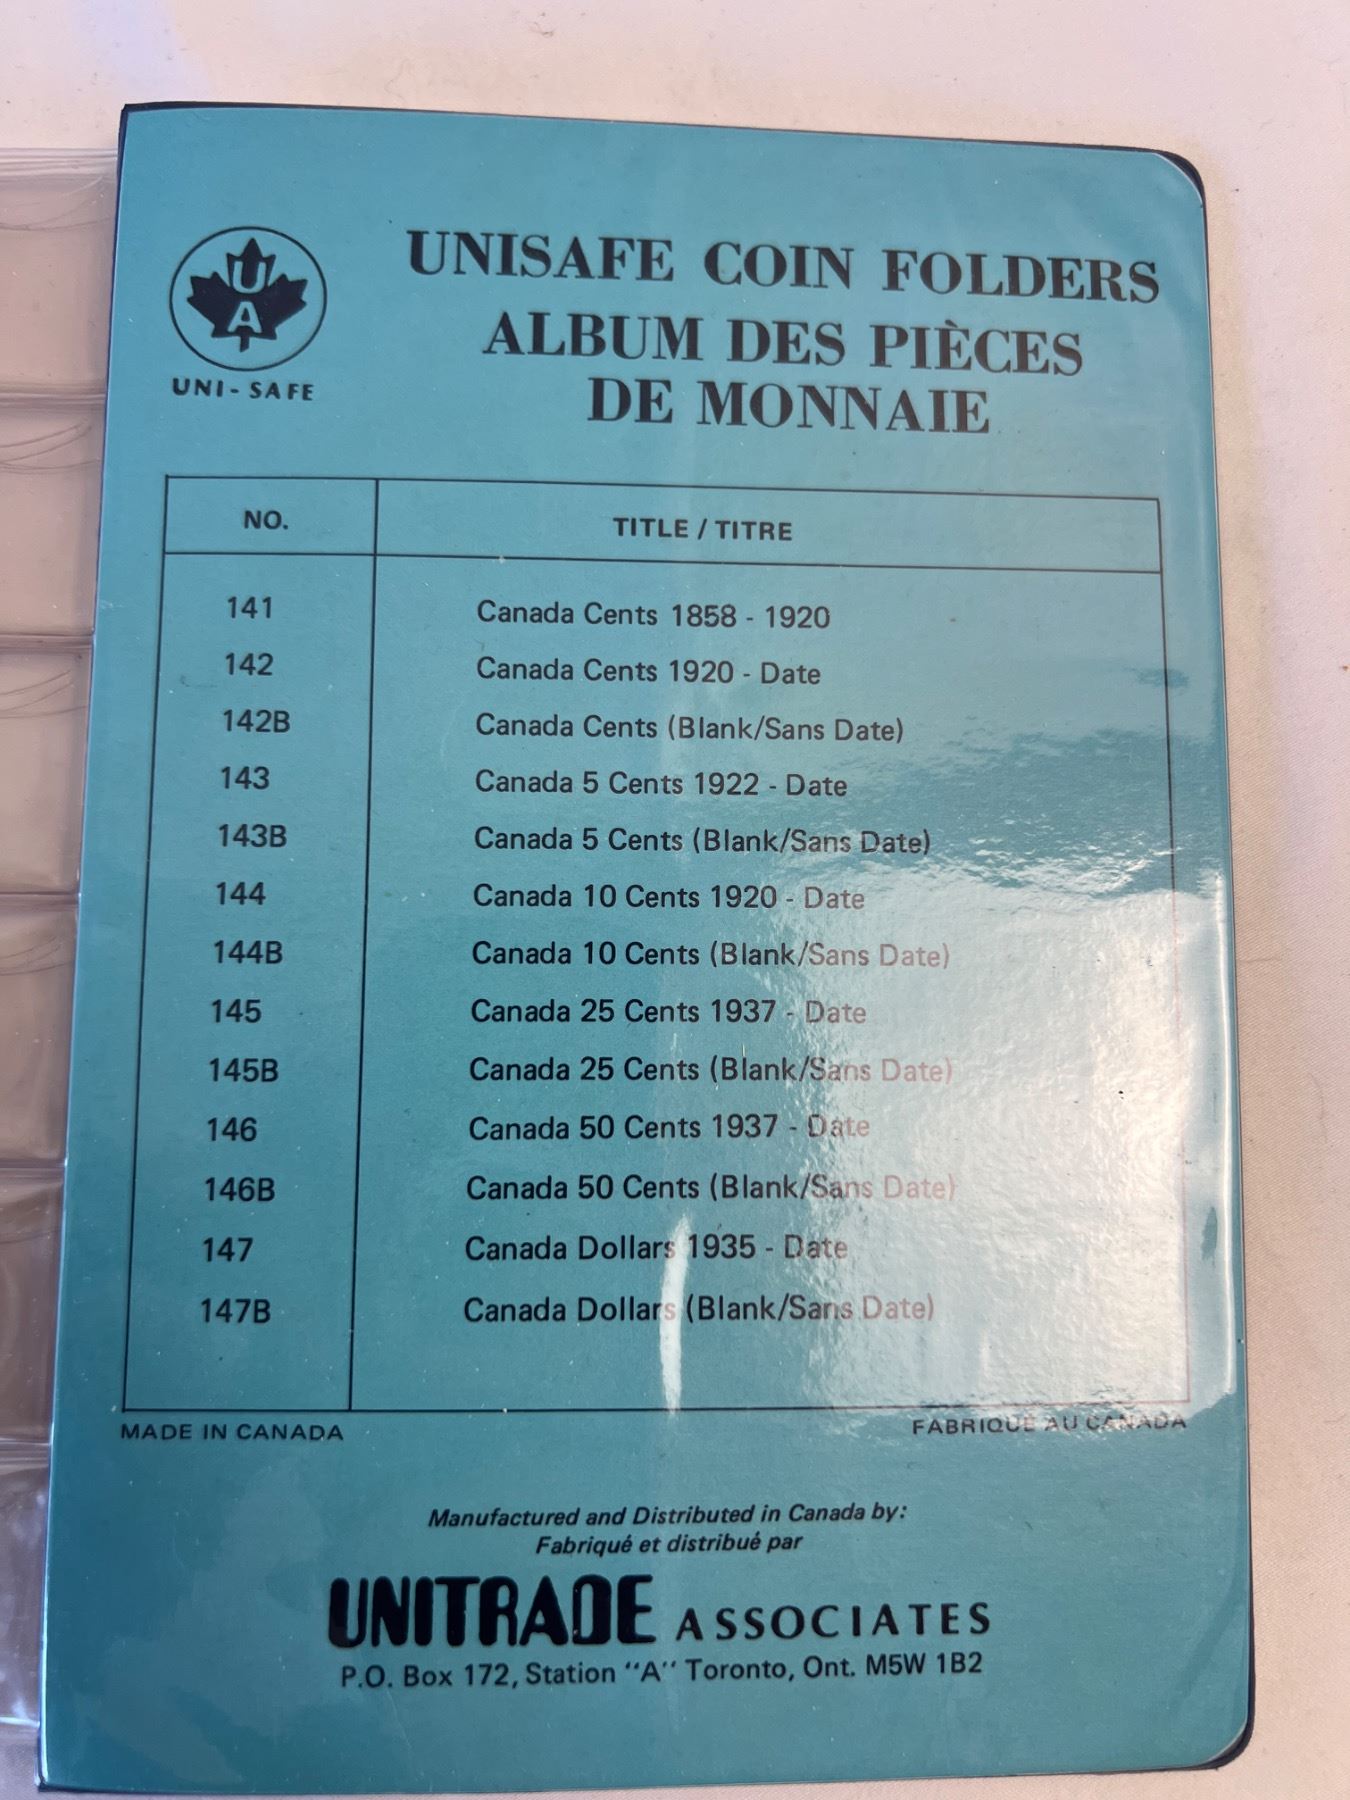 UA
UNI-SAFE
UNISAFE COIN FOLDERS
ALBUM DES PIÈCES
DE MONNAIE
NO. TITLE / TITRE
141 Canada Cents 1858 - 1920
142 Canada Cents 1920 - Date
142B Canada Cents (Blank/Sans Date)
143 Canada 5 Cents 1922 - Date
143B Canada 5 Cents (Blank/Sans Date)
144 Canada 10 Cents 1920 - Date
144B Canada 10 Cents (Blank/Sans Date)
145 Canada 25 Cents 1937 - Date
145B Canada 25 Cents (Blank/Sans Date)
146 Canada 50 Cents 1937 - Date
146B Canada 50 Cents (Blank/Sans Date)
147 Canada Dollars 1935 - Date
147B Canada Dollars (Blank/Sans Date)
MADE IN CANADA FABRIQUE AU CANADA
Manufactured and Distributed in Canada by:
Fabriqué et distribué par
UNITRADE ASSOCIATES
P.O. Box 172, Station "A" Toronto, Ont. M5W 1B2